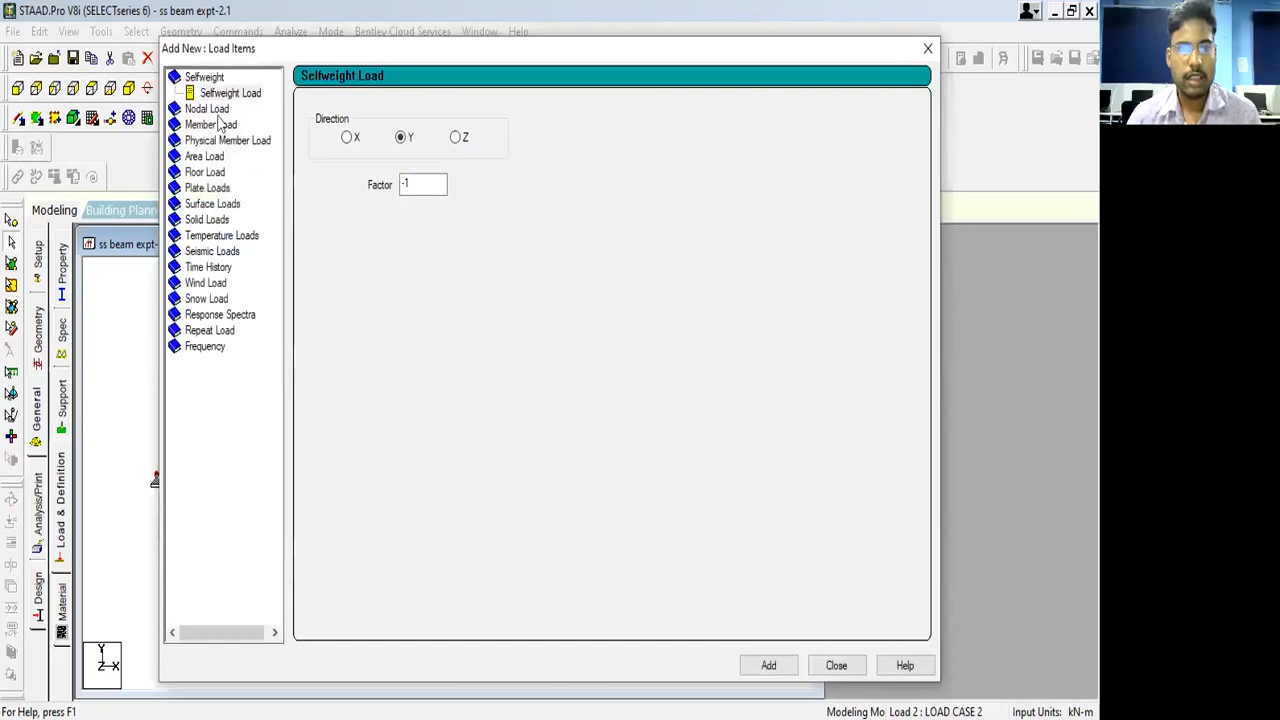 STAAD.Pro V8i (SELECTseries 6) - ss beam expt-2.1
File Edit View Tools Select Geometry Commands Analyze Mode Bentley Cloud Services Window Help
Add New : Load Items
Selfweight
Selfweight Load
Nodal Load
Member Load
Physical Member Load
Area Load
Floor Load
Plate Loads
Surface Loads
Solid Loads
Temperature Loads
Seismic Loads
Time History
Wind Load
Snow Load
Response Spectra
Repeat Load
Frequency
Selfweight Load
Direction
X Y Z
Factor -1
Add Close Help
Modeling Building Plann
ss beam expt-
Setup
Geometry
General
Analysis/Print
Design
Property
Spec
Support
Load & Definition
Material
Y
Z X
For Help, press F1
Modeling Mo Load 2 : LOAD CASE 2 Input Units: kN-m